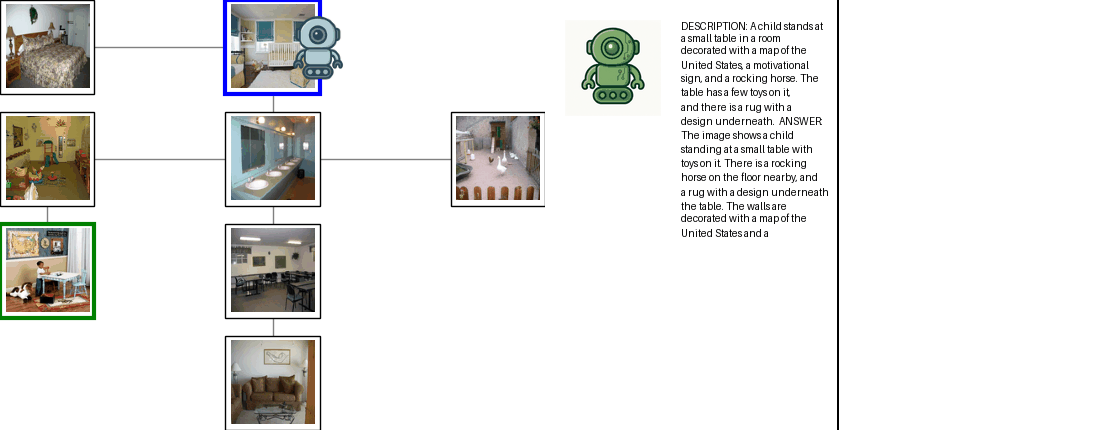 DESCRIPTION: A child stands at
a small table in a room
decorated with a map of the
United States, a motivational
sign, and a rocking horse. The
table has a few toys on it,
and there is a rug with a
design underneath. ANSWER:
The image shows a child
standing at a small table with
toys on it. There is a rocking
horse on the floor nearby, and
a rug with a design underneath
the table. The walls are
decorated with a map of the
United States and a